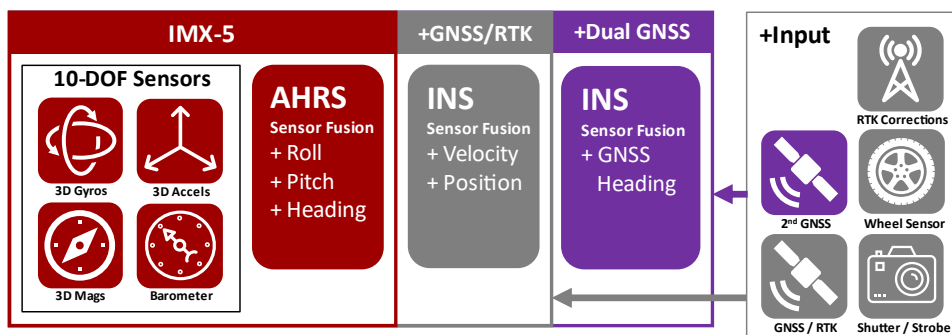 IMX-5
+GNSS/RTK
+Dual GNSS
+Input
10-DOF Sensors
3D Gyros
3D Accels
3D Mags
Barometer
AHRS
Sensor Fusion
+ Roll
+ Pitch
+ Heading
INS
Sensor Fusion
+ Velocity
+ Position
INS
Sensor Fusion
+ GNSS
Heading
RTK Corrections
2nd GNSS
Wheel Sensor
GNSS / RTK
Shutter / Strobe